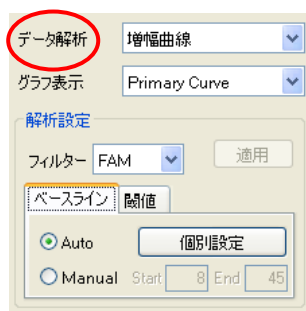 データ解析 増幅曲線
グラフ表示 Primary Curve
解析設定
フィルター FAM 適用
ベースライン 閾値
Auto 個別設定
Manual Start 8 End 45